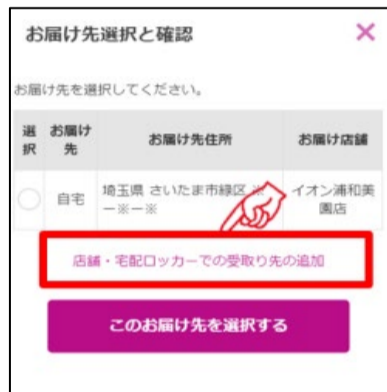 お届け先選択と確認 ×
お届け先を選択してください。
選択 お届け先 お届け先住所 お届け店舗
自宅 埼玉県 さいたま市緑区 ※ー※ー※ イオン浦和美園店
店舗・宅配ロッカーでの受取り先の追加
このお届け先を選択する